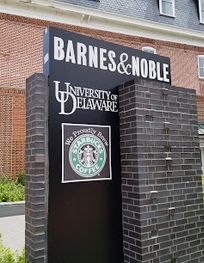 BARNES&NOBLE
UNIVERSITY OF
DELAWARE
We Proudly Brew
STARBUCKS
COFFEE